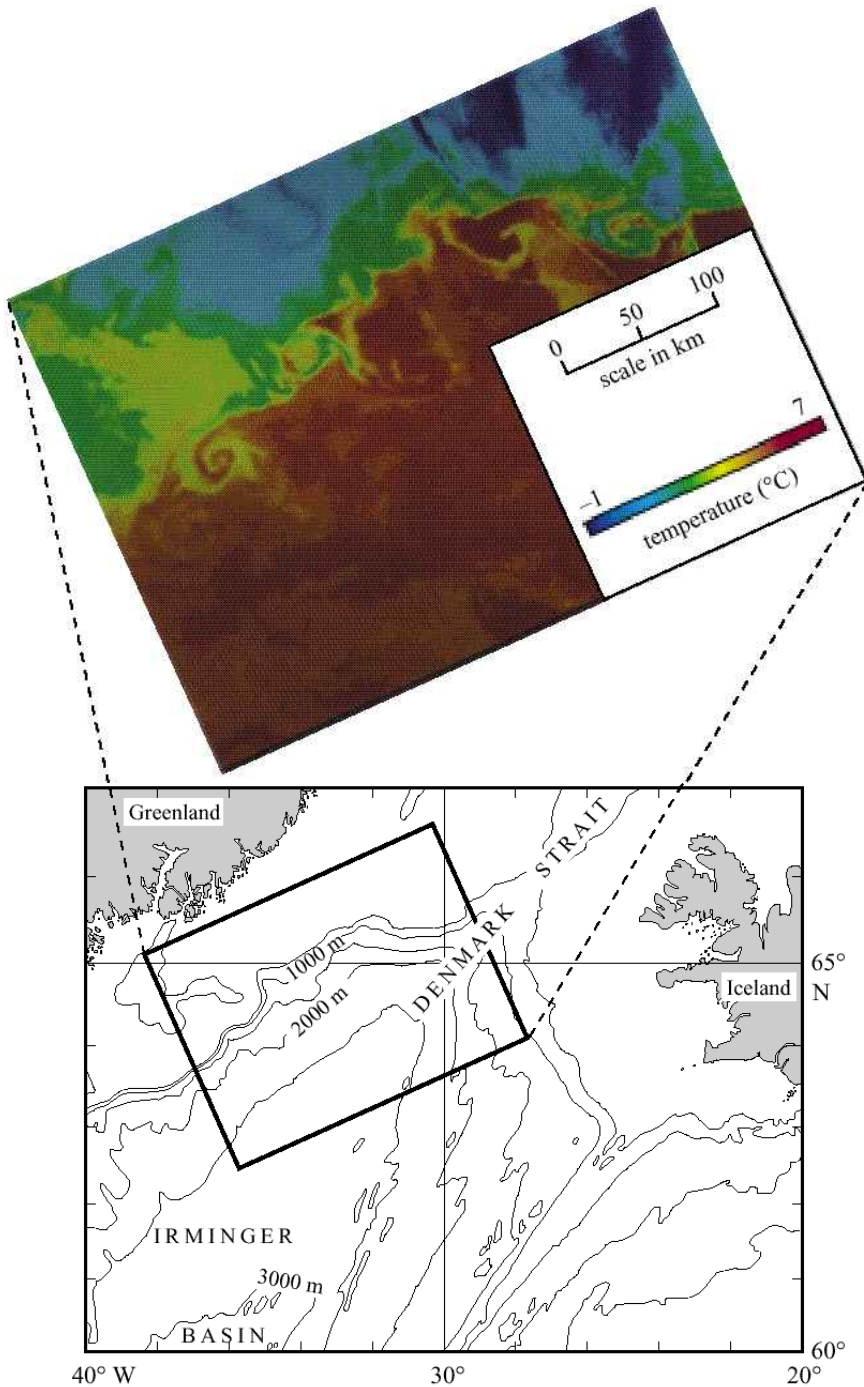 0 50 100
scale in km
–1 7
temperature (°C)
Greenland
STRAIT
DENMARK
1000 m
2000 m
65°
N
Iceland
IRMINGER
3000 m
BASIN
60°
40° W 30° 20°